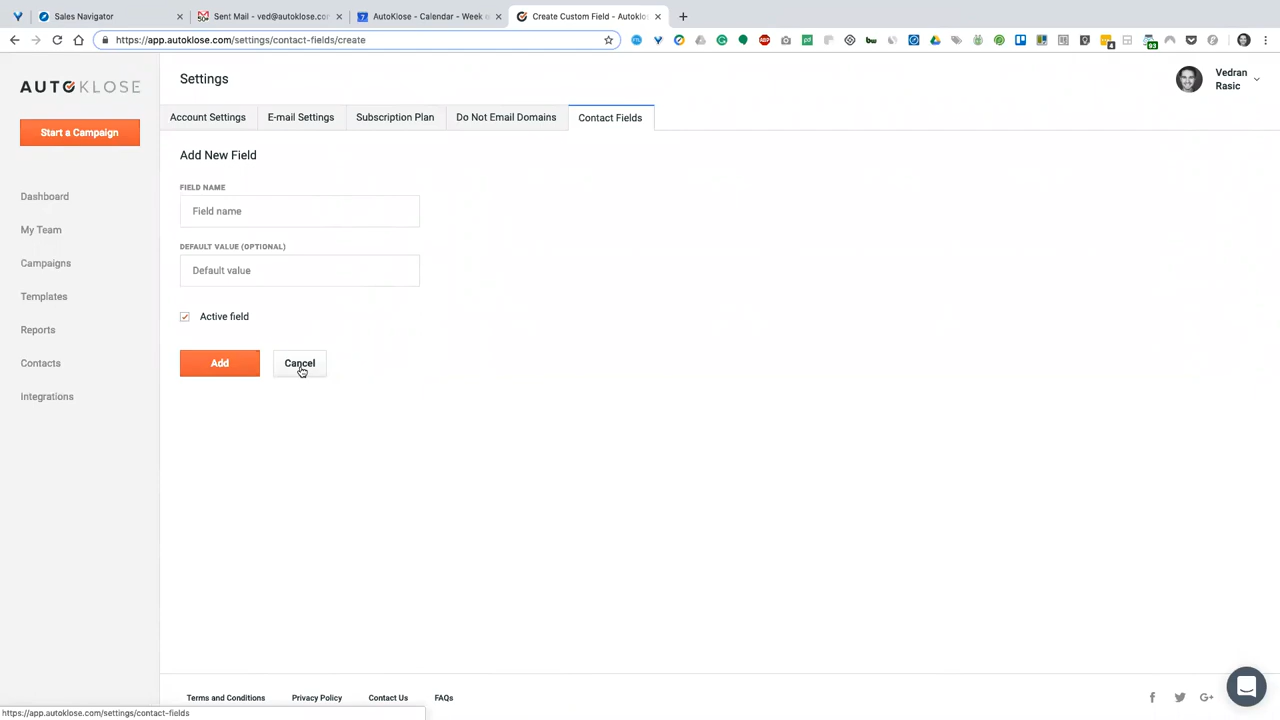 Sales Navigator
Sent Mail - ved@autoklose.con
AutoKlose - Calendar - Week o
Create Custom Field - Autoklos
https://app.autoklose.com/settings/contact-fields/create
AUTOKLOSE
Settings
Vedran
Rasic
Start a Campaign
Account Settings
E-mail Settings
Subscription Plan
Do Not Email Domains
Contact Fields
Dashboard
My Team
Campaigns
Templates
Reports
Contacts
Integrations
Add New Field
FIELD NAME
Field name
DEFAULT VALUE (OPTIONAL)
Default value
Active field
Add
Cancel
Terms and Conditions
Privacy Policy
Contact Us
FAQs
https://app.autoklose.com/settings/contact-fields